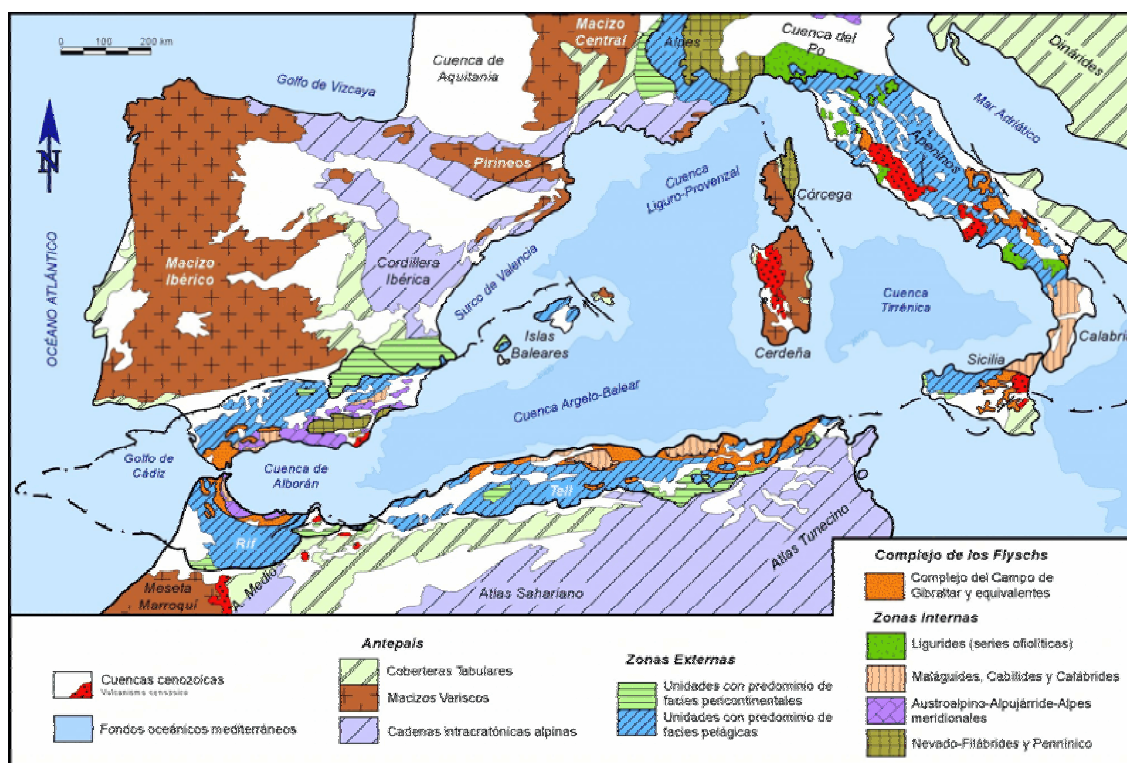 0 100 200 km
Macizo
Central
Alpes
Cuenca del
Po
Dináridos
Cuenca de
Aquitania
Golfo de Vizcaya
Mar Adriático
N
Apeninos
Pirineos
Cuenca
Liguro-Provenzal
Córcega
OCÉANO ATLÁNTICO
Macizo
Ibérico
Cordillera
Ibérica
Surco de Valencia
Cuenca
Tirrénica
Islas
Baleares
Cerdeña
Calabria
Sicilia
Cuenca Argelo-Balear
Golfo de
Cádiz
Cuenca de
Alborán
Tell
Rif
Atlas Tunecino
A. Medio
Meseta
Marroquí
Atlas Sahariano
Complejo de los Flyschs
Complejo del Campo de
Gibraltar y equivalentes
Zonas Internas
Ligurides (series ofiolíticas)
Maláguides, Cabílides y Calábrides
Austroalpino-Alpujárride-Alpes
meridionales
Nevado-Filábrides y Pennínico
Antepaís
Coberteras Tabulares
Macizos Variscos
Cadenas intracratónicas alpinas
Zonas Externas
Unidades con predominio de
facies pericontinentales
Unidades con predominio de
facies pelágicas
Cuencas cenozoicas
Vulcanismo cenozoico
Fondos oceánicos mediterráneos